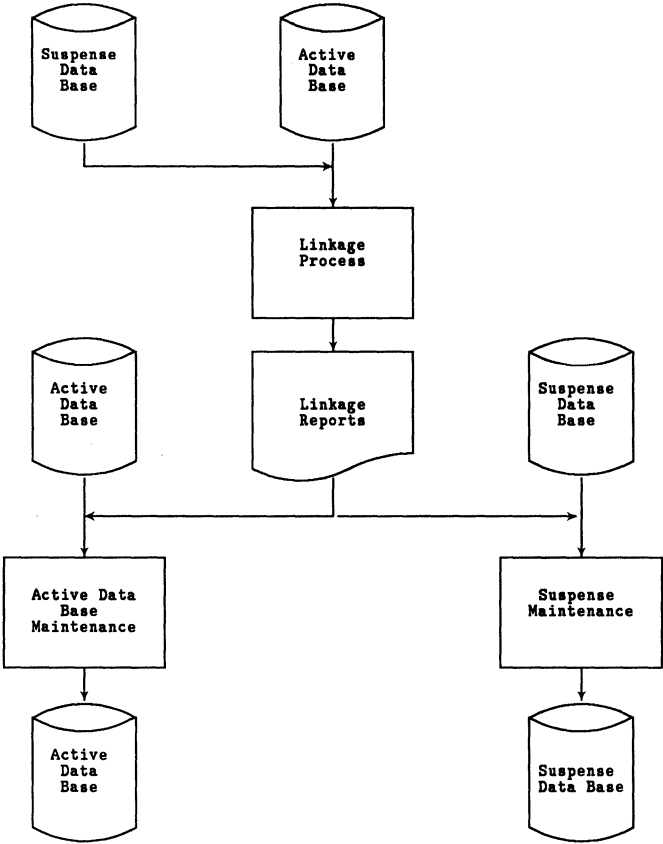 Suspense
Data
Base
Active
Data
Base
Linkage
Process
Active
Data
Base
Linkage
Reports
Suspense
Data
Base
Active Data
Base
Maintenance
Suspense
Maintenance
Active
Data
Base
Suspense
Data Base